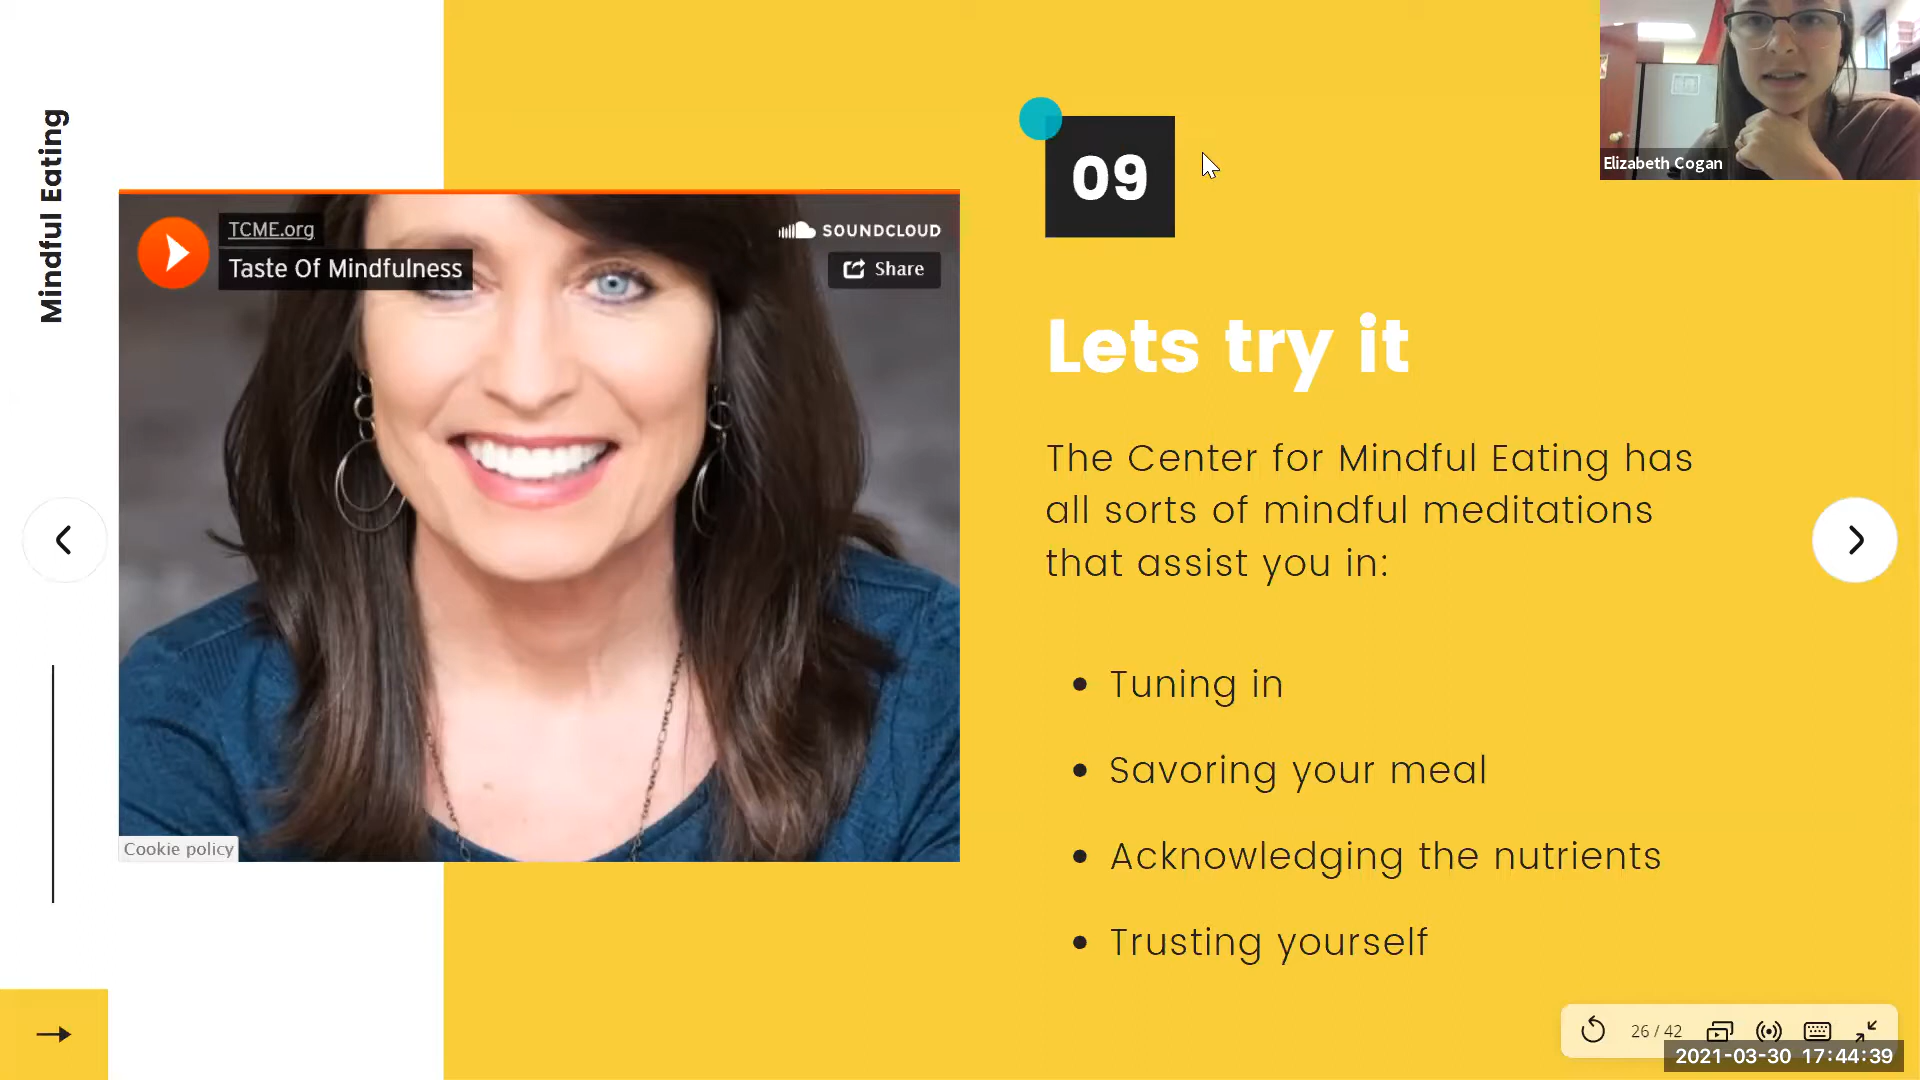 Mindful Eating
TCME.org
Taste Of Mindfulness
SOUNDCLOUD
Share
Cookie policy
09
Lets try it
The Center for Mindful Eating has
all sorts of mindful meditations
that assist you in:
• Tuning in
• Savoring your meal
• Acknowledging the nutrients
• Trusting yourself
Elizabeth Cogan
26 / 42
2021-03-30 17:44:39